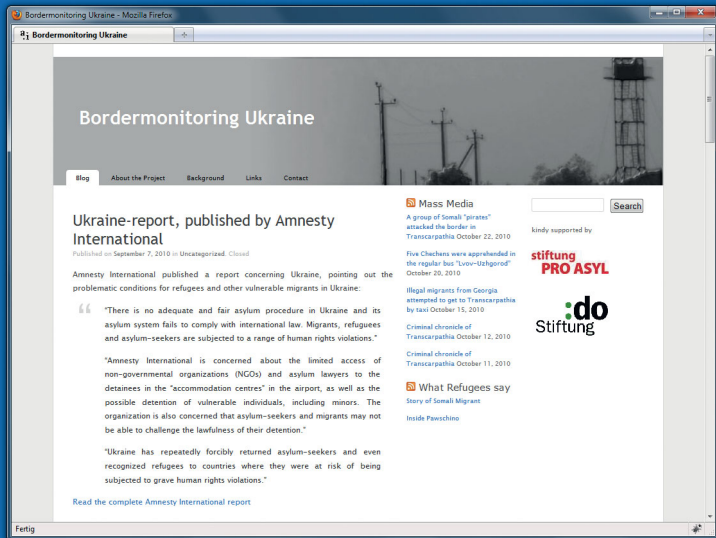 Bordermonitoring Ukraine - Mozilla Firefox
Bordermonitoring Ukraine
Bordermonitoring Ukraine
Blog About the Project Background Links Contact
Ukraine-report, published by Amnesty
International
Published on September 7, 2010 in Uncategorized. Closed
Amnesty International published a report concerning Ukraine, pointing out the
problematic conditions for refugees and other vulnerable migrants in Ukraine:
“There is no adequate and fair asylum procedure in Ukraine and its
asylum system fails to comply with international law. Migrants, refugees
and asylum-seekers are subjected to a range of human rights violations.”
“Amnesty International is concerned about the limited access of
non-governmental organizations (NGOs) and asylum lawyers to the
detainees in the “accommodation centres” in the airport, as well as the
possible detention of vulnerable individuals, including minors. The
organization is also concerned that asylum-seekers and migrants may not
be able to challenge the lawfulness of their detention.”
“Ukraine has repeatedly forcibly returned asylum-seekers and even
recognized refugees to countries where they were at risk of being
subjected to grave human rights violations.”
Read the complete Amnesty International report
Mass Media
A group of Somali “pirates”
attacked the border in
Transcarpathia October 22, 2010
Five Chechens were apprehended in
the regular bus “Lvov-Uzhgorod”
October 20, 2010
Illegal migrants from Georgia
attempted to get to Transcarpathia
by taxi October 15, 2010
Criminal chronicle of
Transcarpathia October 12, 2010
Criminal chronicle of
Transcarpathia October 11, 2010
What Refugees say
Story of Somali Migrant
Inside Pawschino
Search
kindy supported by
stiftung
PRO ASYL
:do
Stiftung
Fertig